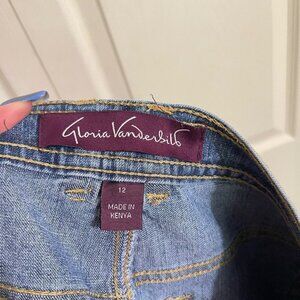 Gloria Vanderbilt
12
MADE IN
KENYA